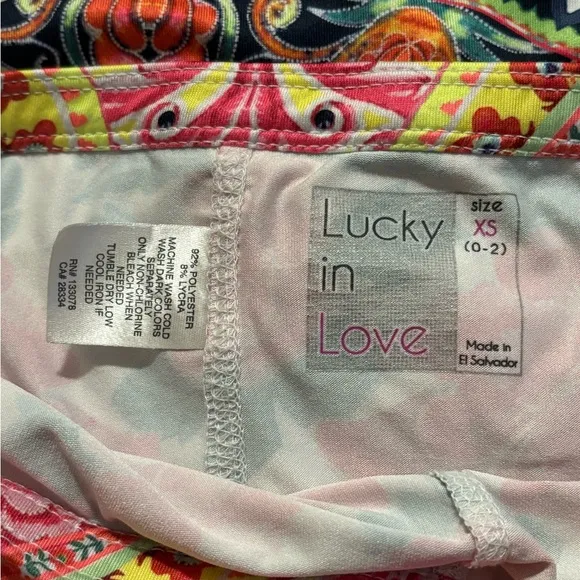 92% POLYESTER
8% LYCRA
MACHINE WASH COLD
WASH DARK COLORS
SEPARATELY
ONLY NON-CHLORINE
BLEACH WHEN
NEEDED
TUMBLE DRY LOW
COOL IRON IF
NEEDED
RN# 133078
CA# 26334
Lucky
in
Love
size
XS
(0-2)
Made in
El Salvador